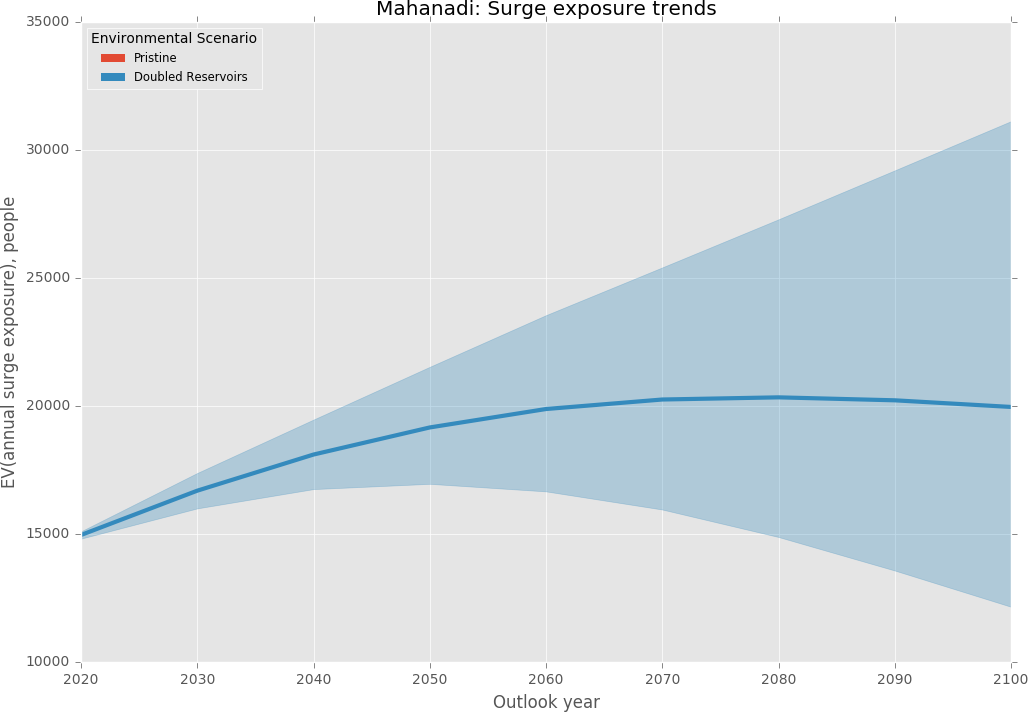 Mahanadi: Surge exposure trends
35000
30000
25000
20000
15000
10000
EV(annual surge exposure), people
Environmental Scenario
Pristine
Doubled Reservoirs
2020 2030 2040 2050 2060 2070 2080 2090 2100
Outlook year